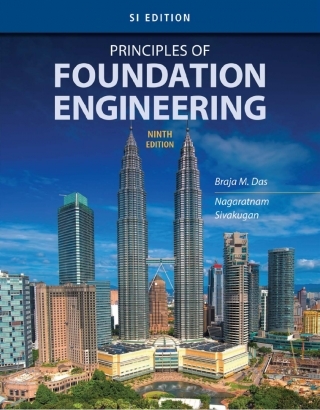 SI EDITION
PRINCIPLES OF
FOUNDATION
ENGINEERING
NINTH
EDITION
Braja M. Das
Nagaratnam
Sivakugan